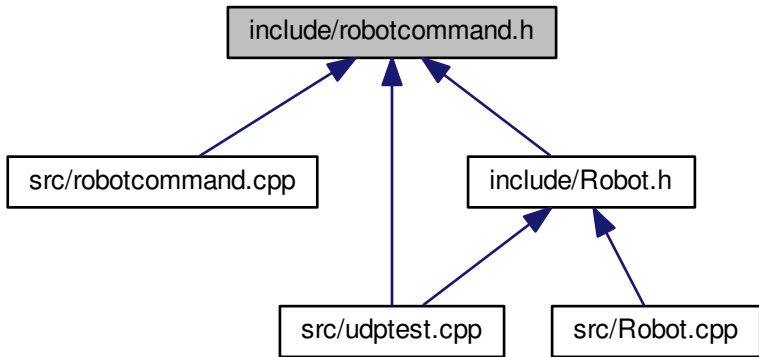 include/robotcommand.h
src/robotcommand.cpp
include/Robot.h
src/udptest.cpp
src/Robot.cpp